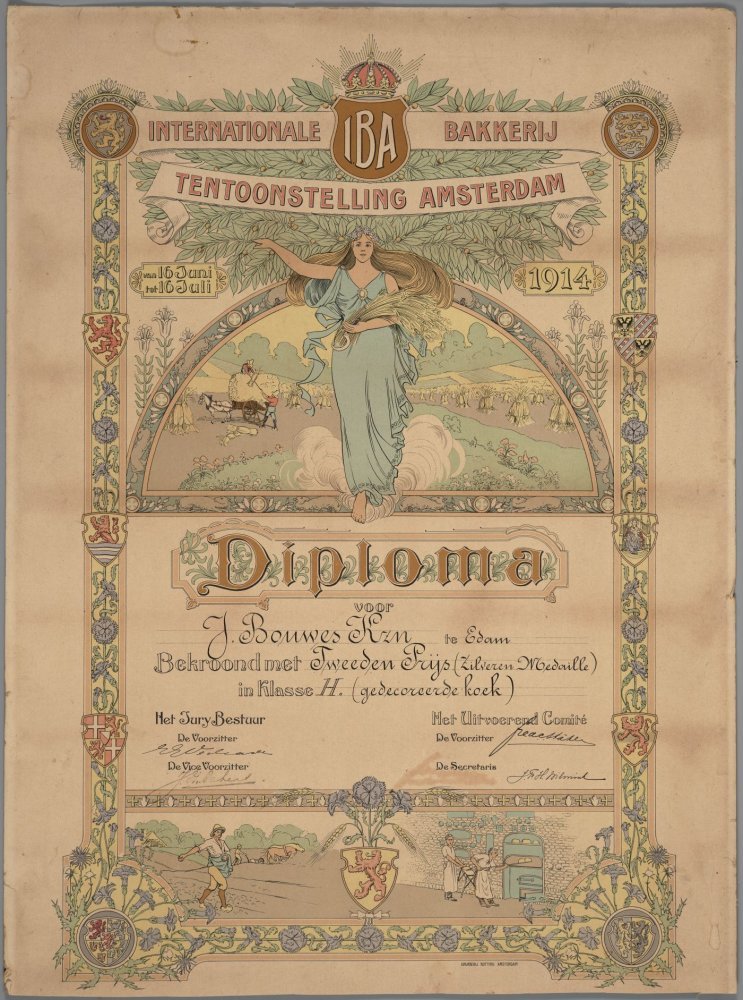 INTERNATIONALE IBA BAKKERIJ
TENTOONSTELLING AMSTERDAM
van 16 Juni
tot 16 Juli
1914
Diploma
voor
J. Bouwes Kzn te Edam
Bekroond met Tweeden Prijs (Zilveren Medaille)
in Klasse H. (gedecoreerde koek)
Het Jury Bestuur
De Voorzitter
De Vice Voorzitter
Het Uitvoerend Comité
De Voorzitter
De Secretaris